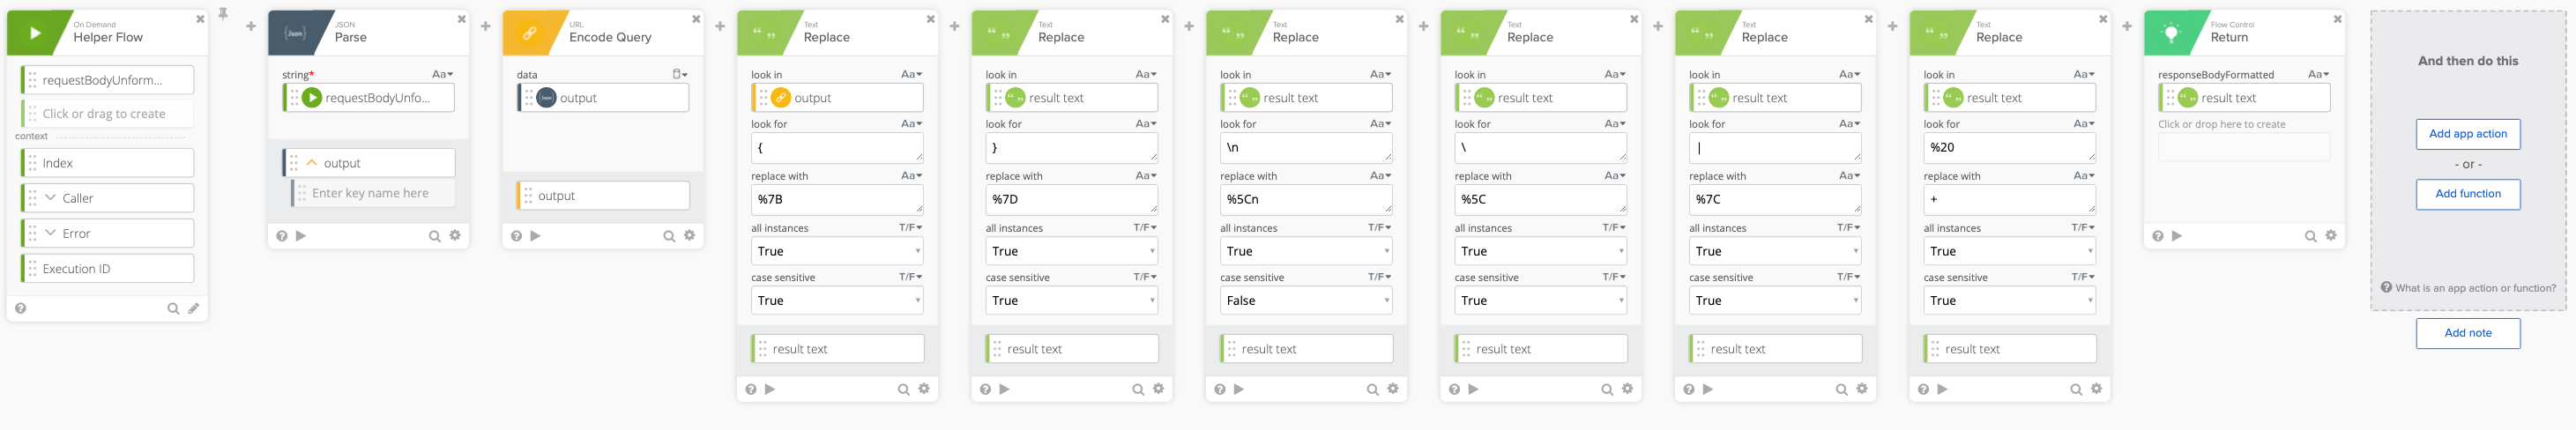 On Demand
Helper Flow
requestBodyUnform...
Click or drag to create
context
Index
Caller
Error
Execution ID
JSON
Parse
string*
Aa
requestBodyUnfo...
output
Enter key name here
URL
Encode Query
data
output
output
Text
Replace
look in
Aa
output
look for
Aa
{
replace with
Aa
%7B
all instances
T/F
True
case sensitive
T/F
True
result text
Text
Replace
look in
Aa
result text
look for
Aa
}
replace with
Aa
%7D
all instances
T/F
True
case sensitive
T/F
True
result text
Text
Replace
look in
Aa
result text
look for
Aa
\n
replace with
Aa
%5Cn
all instances
T/F
True
case sensitive
T/F
False
result text
Text
Replace
look in
Aa
result text
look for
Aa
\
replace with
Aa
%5C
all instances
T/F
True
case sensitive
T/F
True
result text
Text
Replace
look in
Aa
result text
look for
Aa
|
replace with
Aa
%7C
all instances
T/F
True
case sensitive
T/F
True
result text
Text
Replace
look in
Aa
result text
look for
Aa
%20
replace with
Aa
+
all instances
T/F
True
case sensitive
T/F
True
result text
Flow Control
Return
responseBodyFormatted
Aa
result text
Click or drop here to create
And then do this
Add app action
- or -
Add function
What is an app action or function?
Add note